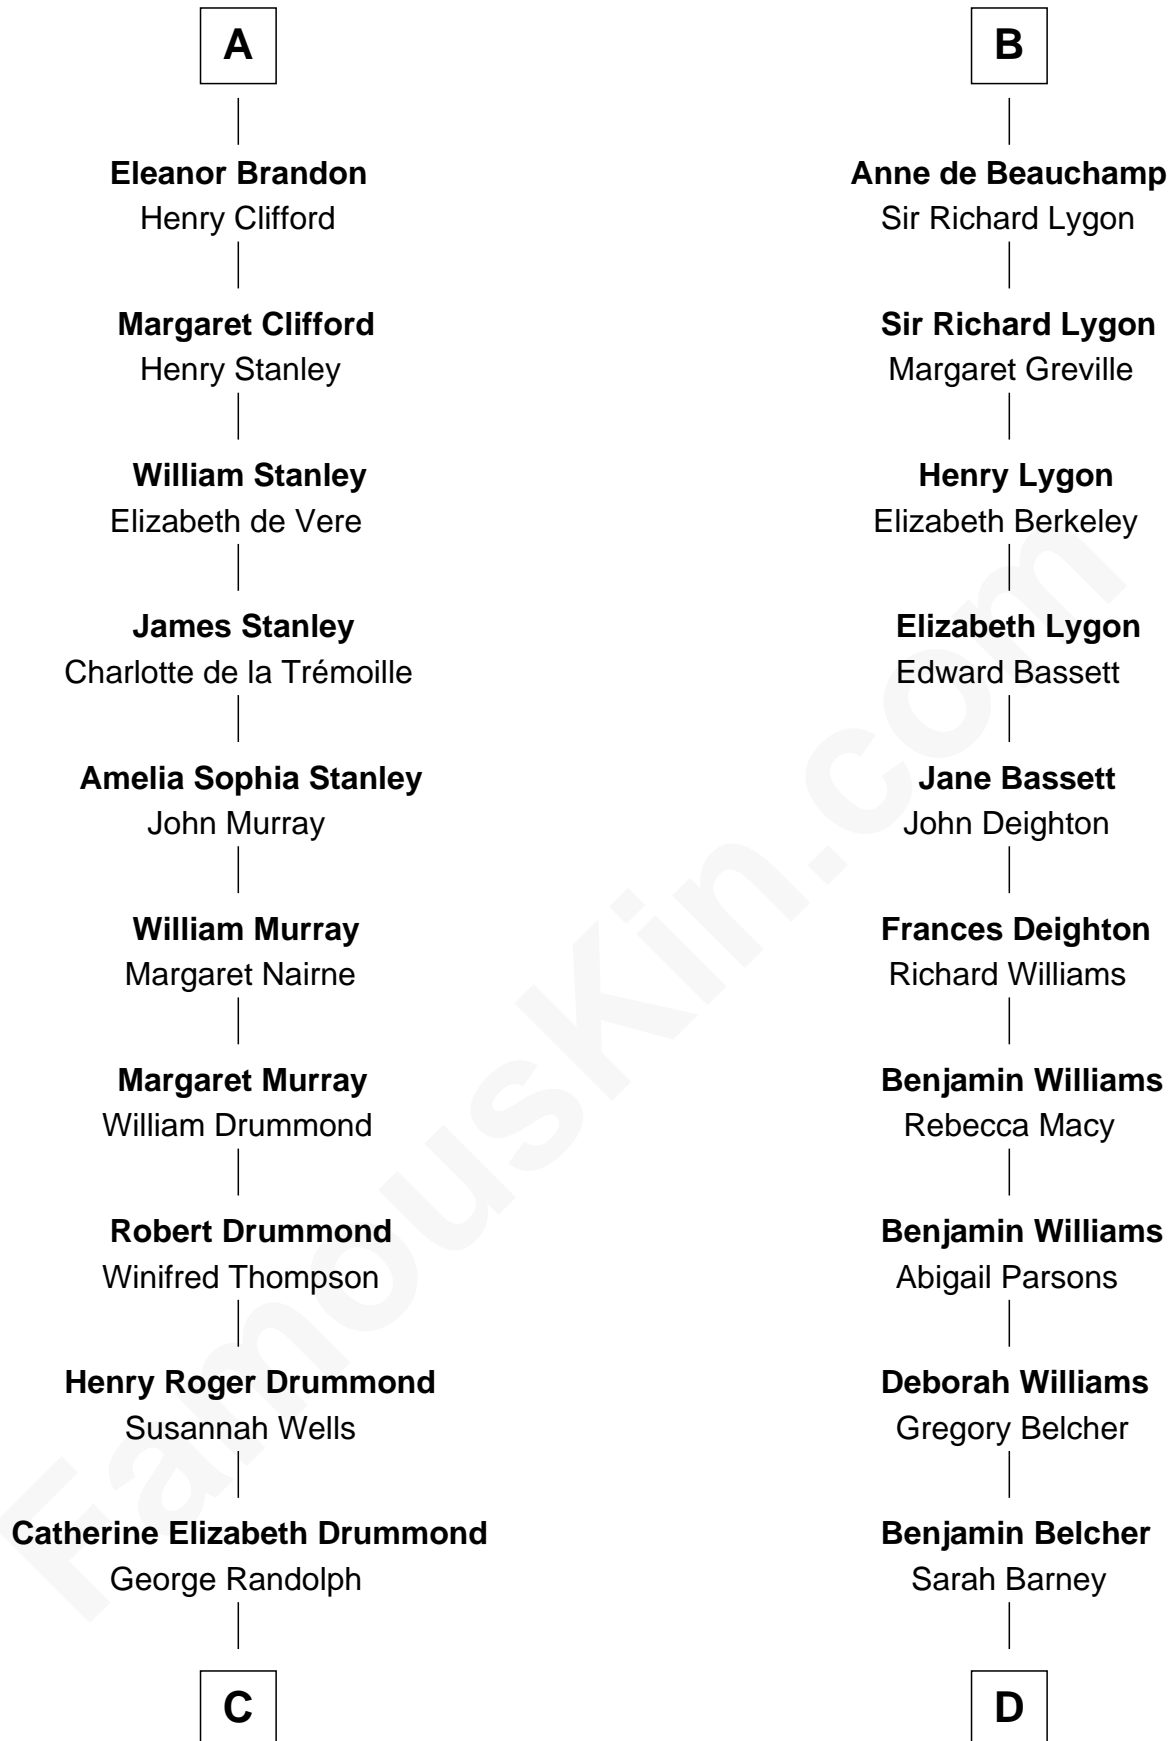 A
Eleanor Brandon
Henry Clifford
Margaret Clifford
Henry Stanley
William Stanley
Elizabeth de Vere
James Stanley
Charlotte de la Trémoille
Amelia Sophia Stanley
John Murray
William Murray
Margaret Nairne
Margaret Murray
William Drummond
Robert Drummond
Winifred Thompson
Henry Roger Drummond
Susannah Wells
Catherine Elizabeth Drummond
George Randolph
C
B
Anne de Beauchamp
Sir Richard Lygon
Sir Richard Lygon
Margaret Greville
Henry Lygon
Elizabeth Berkeley
Elizabeth Lygon
Edward Bassett
Jane Bassett
John Deighton
Frances Deighton
Richard Williams
Benjamin Williams
Rebecca Macy
Benjamin Williams
Abigail Parsons
Deborah Williams
Gregory Belcher
Benjamin Belcher
Sarah Barney
D
FamousKin.com